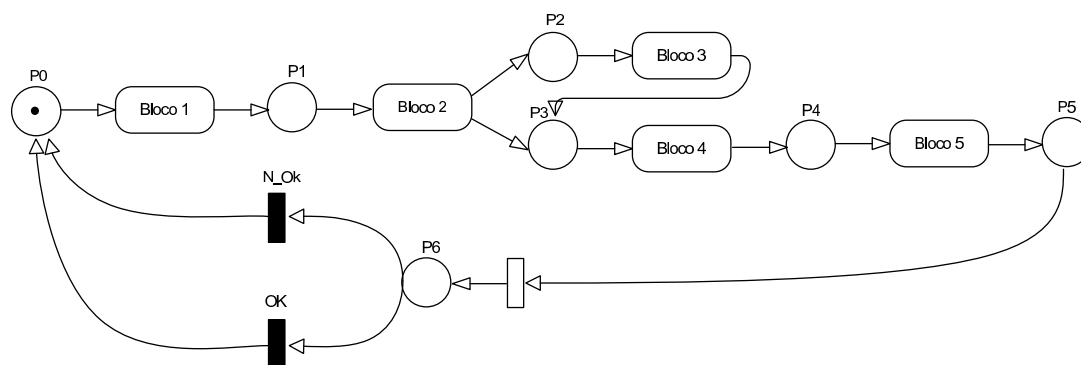 P0
Bloco 1
P1
Bloco 2
P2
Bloco 3
P3
Bloco 4
P4
Bloco 5
P5
N_Ok
P6
OK